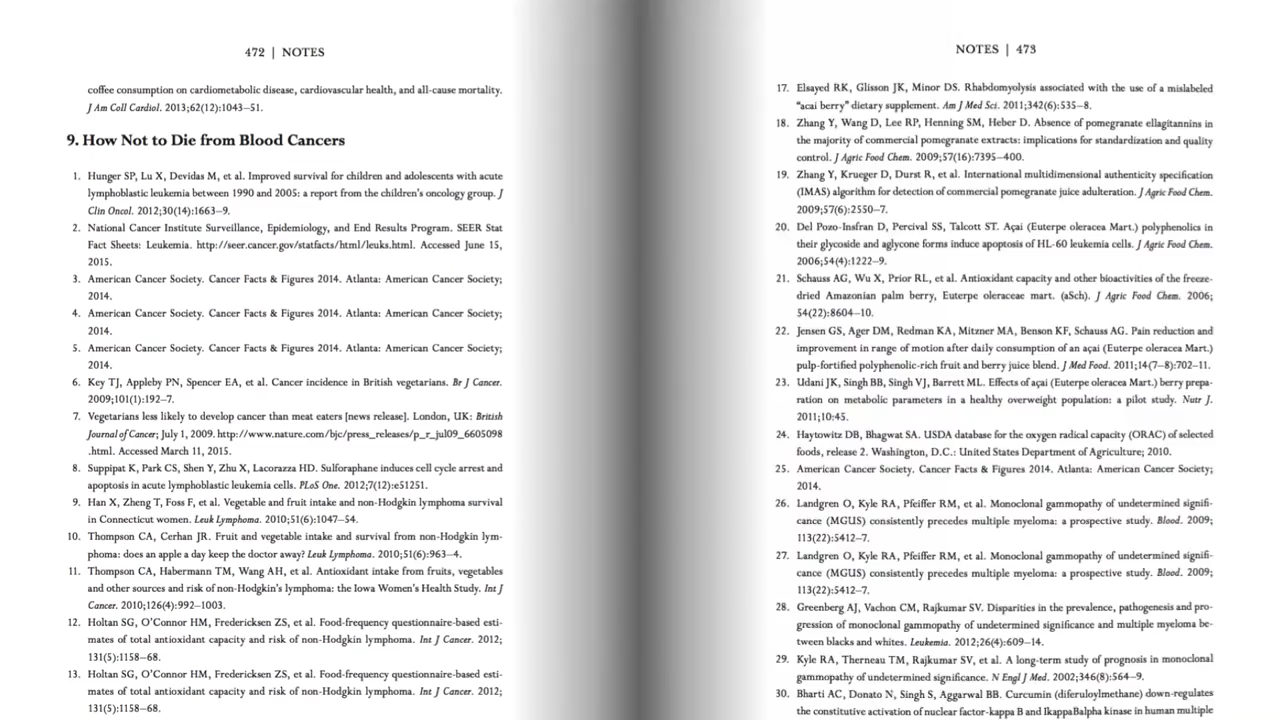 472 | NOTES
coffee consumption on cardiometabolic disease, cardiovascular health, and all-cause mortality.
J Am Coll Cardiol. 2013;62(12):1043–51.
9. How Not to Die from Blood Cancers
1. Hunger SP, Lu X, Devidas M, et al. Improved survival for children and adolescents with acute
lymphoblastic leukemia between 1990 and 2005: a report from the children's oncology group. J
Clin Oncol. 2012;30(14):1663–9.
2. National Cancer Institute Surveillance, Epidemiology, and End Results Program. SEER Stat
Fact Sheets: Leukemia. http://seer.cancer.gov/statfacts/html/leuks.html. Accessed June 15,
2015.
3. American Cancer Society. Cancer Facts & Figures 2014. Atlanta: American Cancer Society;
2014.
4. American Cancer Society. Cancer Facts & Figures 2014. Atlanta: American Cancer Society;
2014.
5. American Cancer Society. Cancer Facts & Figures 2014. Atlanta: American Cancer Society;
2014.
6. Key TJ, Appleby PN, Spencer EA, et al. Cancer incidence in British vegetarians. Br J Cancer.
2009;101(1):192–7.
7. Vegetarians less likely to develop cancer than meat eaters [news release]. London, UK: British
Journal of Cancer; July 1, 2009. http://www.nature.com/bjc/press_releases/p_r_jul09_6605098
.html. Accessed March 11, 2015.
8. Suppipat K, Park CS, Shen Y, Zhu X, Lacorazza HD. Sulforaphane induces cell cycle arrest and
apoptosis in acute lymphoblastic leukemia cells. PLoS One. 2012;7(12):e51251.
9. Han X, Zheng T, Foss F, et al. Vegetable and fruit intake and non-Hodgkin lymphoma survival
in Connecticut women. Leuk Lymphoma. 2010;51(6):1047–54.
10. Thompson CA, Cerhan JR. Fruit and vegetable intake and survival from non-Hodgkin lym-
phoma: does an apple a day keep the doctor away? Leuk Lymphoma. 2010;51(6):963–4.
11. Thompson CA, Habermann TM, Wang AH, et al. Antioxidant intake from fruits, vegetables
and other sources and risk of non-Hodgkin's lymphoma: the Iowa Women's Health Study. Int J
Cancer. 2010;126(4):992–1003.
12. Holtan SG, O'Connor HM, Fredericksen ZS, et al. Food-frequency questionnaire-based esti-
mates of total antioxidant capacity and risk of non-Hodgkin lymphoma. Int J Cancer. 2012;
131(5):1158–68.
13. Holtan SG, O'Connor HM, Fredericksen ZS, et al. Food-frequency questionnaire-based esti-
mates of total antioxidant capacity and risk of non-Hodgkin lymphoma. Int J Cancer. 2012;
131(5):1158–68.
NOTES | 473
17. Elsayed RK, Glisson JK, Minor DS. Rhabdomyolysis associated with the use of a mislabeled
"acai berry" dietary supplement. Am J Med Sci. 2011;342(6):535–8.
18. Zhang Y, Wang D, Lee RP, Henning SM, Heber D. Absence of pomegranate ellagitannins in
the majority of commercial pomegranate extracts: implications for standardization and quality
control. J Agric Food Chem. 2009;57(16):7395–400.
19. Zhang Y, Krueger D, Durst R, et al. International multidimensional authenticity specification
(IMAS) algorithm for detection of commercial pomegranate juice adulteration. J Agric Food Chem.
2009;57(6):2550–7.
20. Del Pozo-Insfran D, Percival SS, Talcott ST. Açai (Euterpe oleracea Mart.) polyphenolics in
their glycoside and aglycone forms induce apoptosis of HL-60 leukemia cells. J Agric Food Chem.
2006;54(4):1222–9.
21. Schauss AG, Wu X, Prior RL, et al. Antioxidant capacity and other bioactivities of the freeze-
dried Amazonian palm berry, Euterpe oleraceae mart. (aSch). J Agric Food Chem. 2006;
54(22):8604–10.
22. Jensen GS, Ager DM, Redman KA, Mitzner MA, Benson KF, Schauss AG. Pain reduction and
improvement in range of motion after daily consumption of an açai (Euterpe oleracea Mart.)
pulp-fortified polyphenolic-rich fruit and berry juice blend. J Med Food. 2011;14(7–8):702–11.
23. Udani JK, Singh BB, Singh VJ, Barrett ML. Effects of açai (Euterpe oleracea Mart.) berry prepa-
ration on metabolic parameters in a healthy overweight population: a pilot study. Nutr J.
2011;10:45.
24. Haytowitz DB, Bhagwat SA. USDA database for the oxygen radical capacity (ORAC) of selected
foods, release 2. Washington, D.C.: United States Department of Agriculture; 2010.
25. American Cancer Society. Cancer Facts & Figures 2014. Atlanta: American Cancer Society;
2014.
26. Landgren O, Kyle RA, Pfeiffer RM, et al. Monoclonal gammopathy of undetermined signifi-
cance (MGUS) consistently precedes multiple myeloma: a prospective study. Blood. 2009;
113(22):5412–7.
27. Landgren O, Kyle RA, Pfeiffer RM, et al. Monoclonal gammopathy of undetermined signifi-
cance (MGUS) consistently precedes multiple myeloma: a prospective study. Blood. 2009;
113(22):5412–7.
28. Greenberg AJ, Vachon CM, Rajkumar SV. Disparities in the prevalence, pathogenesis and pro-
gression of monoclonal gammopathy of undetermined significance and multiple myeloma be-
tween blacks and whites. Leukemia. 2012;26(4):609–14.
29. Kyle RA, Therneau TM, Rajkumar SV, et al. A long-term study of prognosis in monoclonal
gammopathy of undetermined significance. N Engl J Med. 2002;346(8):564–9.
30. Bharti AC, Donato N, Singh S, Aggarwal BB. Curcumin (diferuloylmethane) down-regulates
the constitutive activation of nuclear factor-kappa B and IkappaBalpha kinase in human multiple